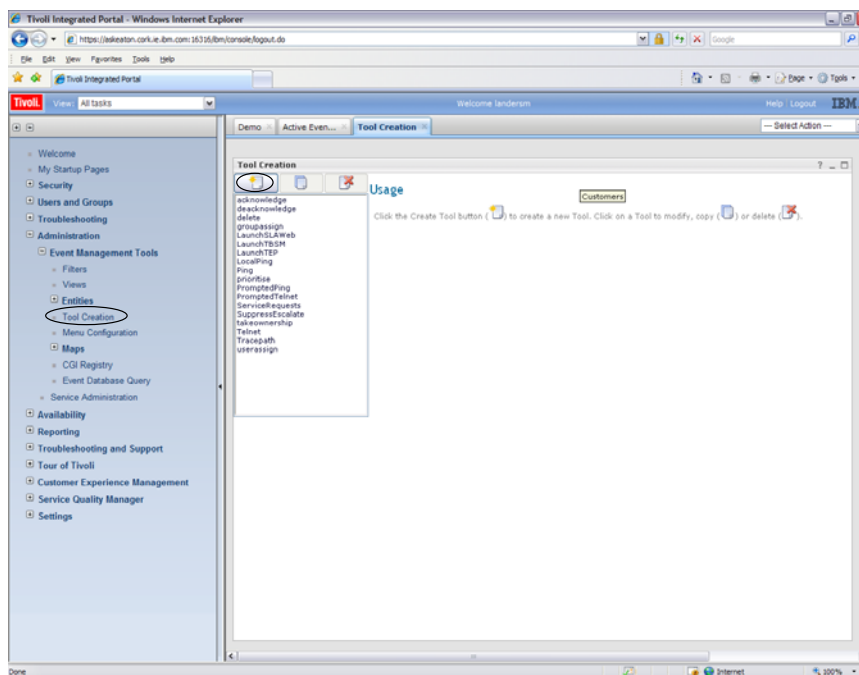 Tivoli Integrated Portal - Windows Internet Explorer
https://askeaton.cork.ie.ibm.com:16316/ibm/console/logout.do
Google
File Edit View Favorites Tools Help
Tivoli Integrated Portal
Page Tools
Tivoli. View: All tasks Welcome landersm Help Logout IBM
Demo Active Even... Tool Creation --- Select Action ---
Welcome
My Startup Pages
Security
Users and Groups
Troubleshooting
Administration
Event Management Tools
Filters
Views
Entities
Tool Creation
Menu Configuration
Maps
CGI Registry
Event Database Query
Service Administration
Availability
Reporting
Troubleshooting and Support
Tour of Tivoli
Customer Experience Management
Service Quality Manager
Settings
Tool Creation
acknowledge
deacknowledge
delete
groupassign
LaunchSLAWeb
LaunchTBSM
LaunchTEP
LocalPing
Ping
prioritise
PromptedPing
PromptedTelnet
ServiceRequests
SuppressEscalate
takeownership
Telnet
Tracepath
userassign
Usage
Customers
Click the Create Tool button ( ) to create a new Tool. Click on a Tool to modify, copy ( ) or delete ( ).
Done Internet 100%